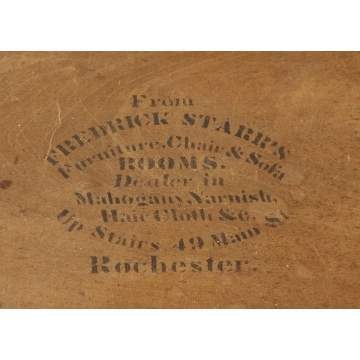 From
FREDRICK STARR'S
Furniture, Chair & Sofa
ROOMS.
Dealer in
Mahogany, Varnish,
Hair Cloth &c.
Up Stairs 49 Main St
Rochester.